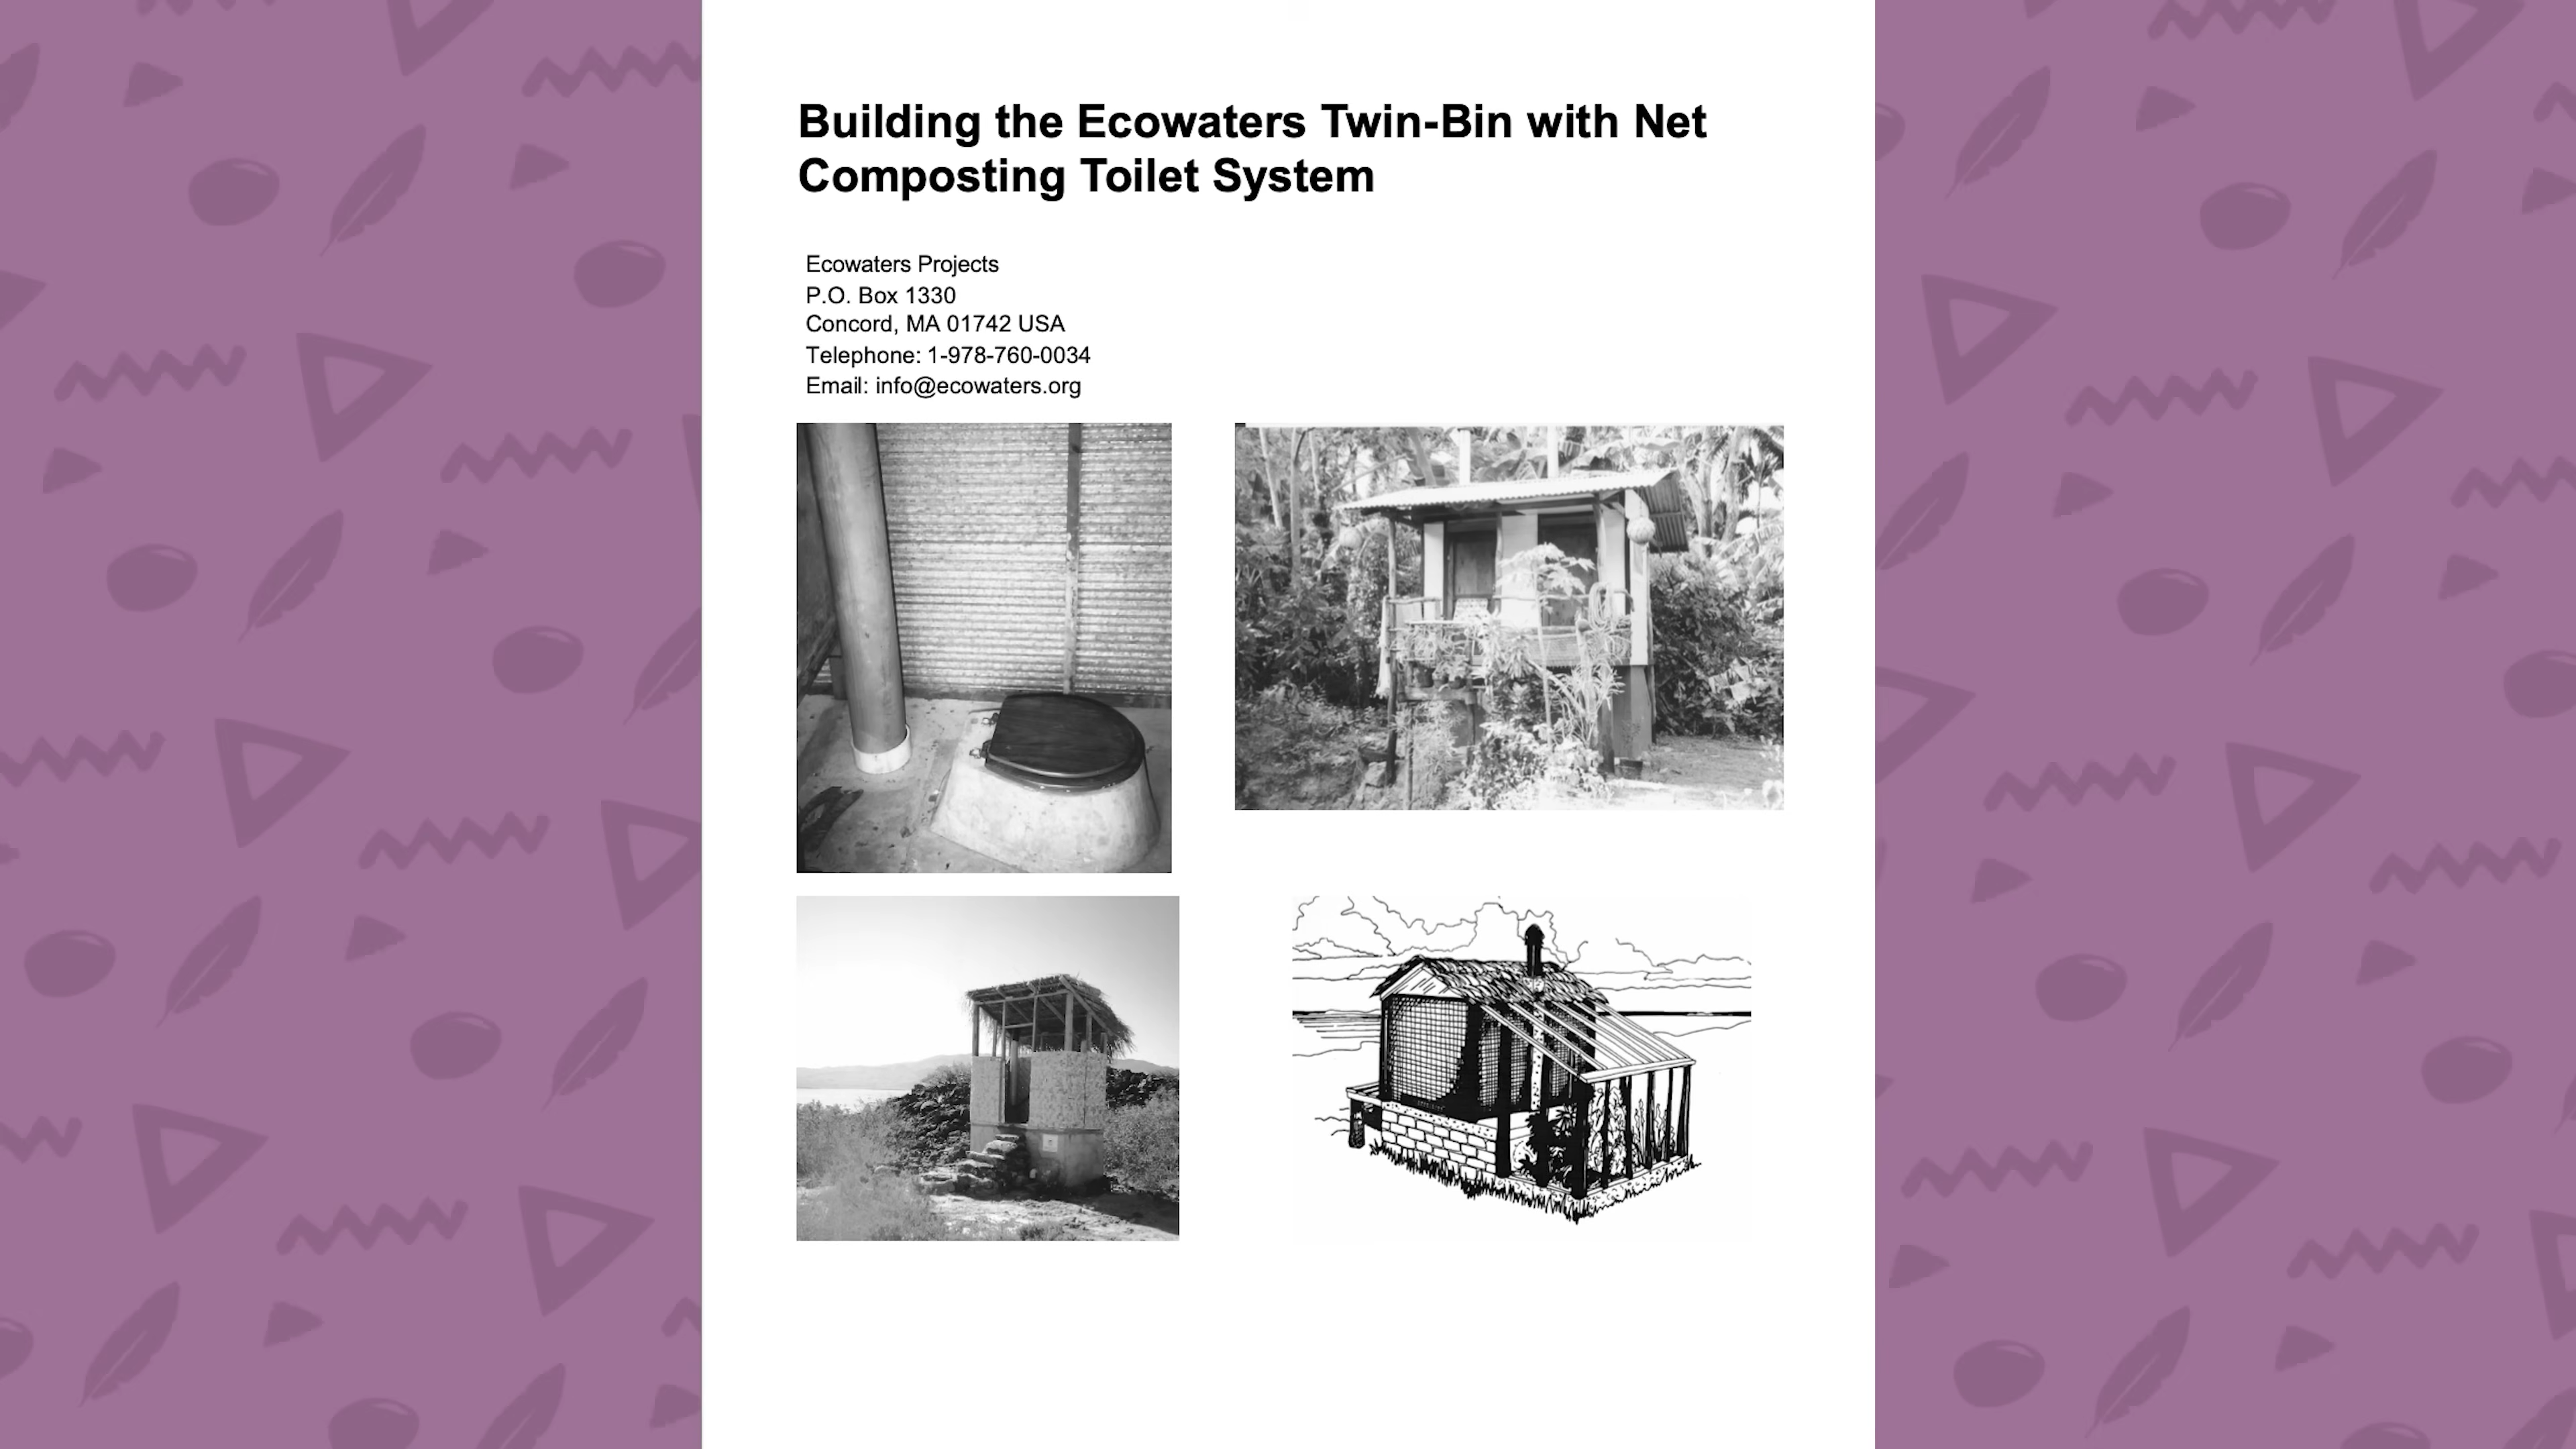 Building the Ecowaters Twin-Bin with Net
Composting Toilet System
Ecowaters Projects
P.O. Box 1330
Concord, MA 01742 USA
Telephone: 1-978-760-0034
Email: info@ecowaters.org